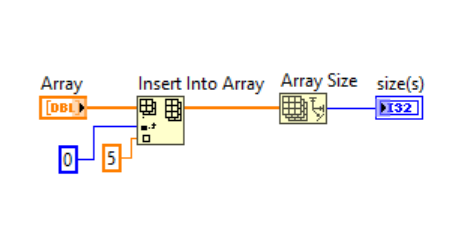 Array Insert Into Array Array Size size(s)
[DBL] I32
0 5